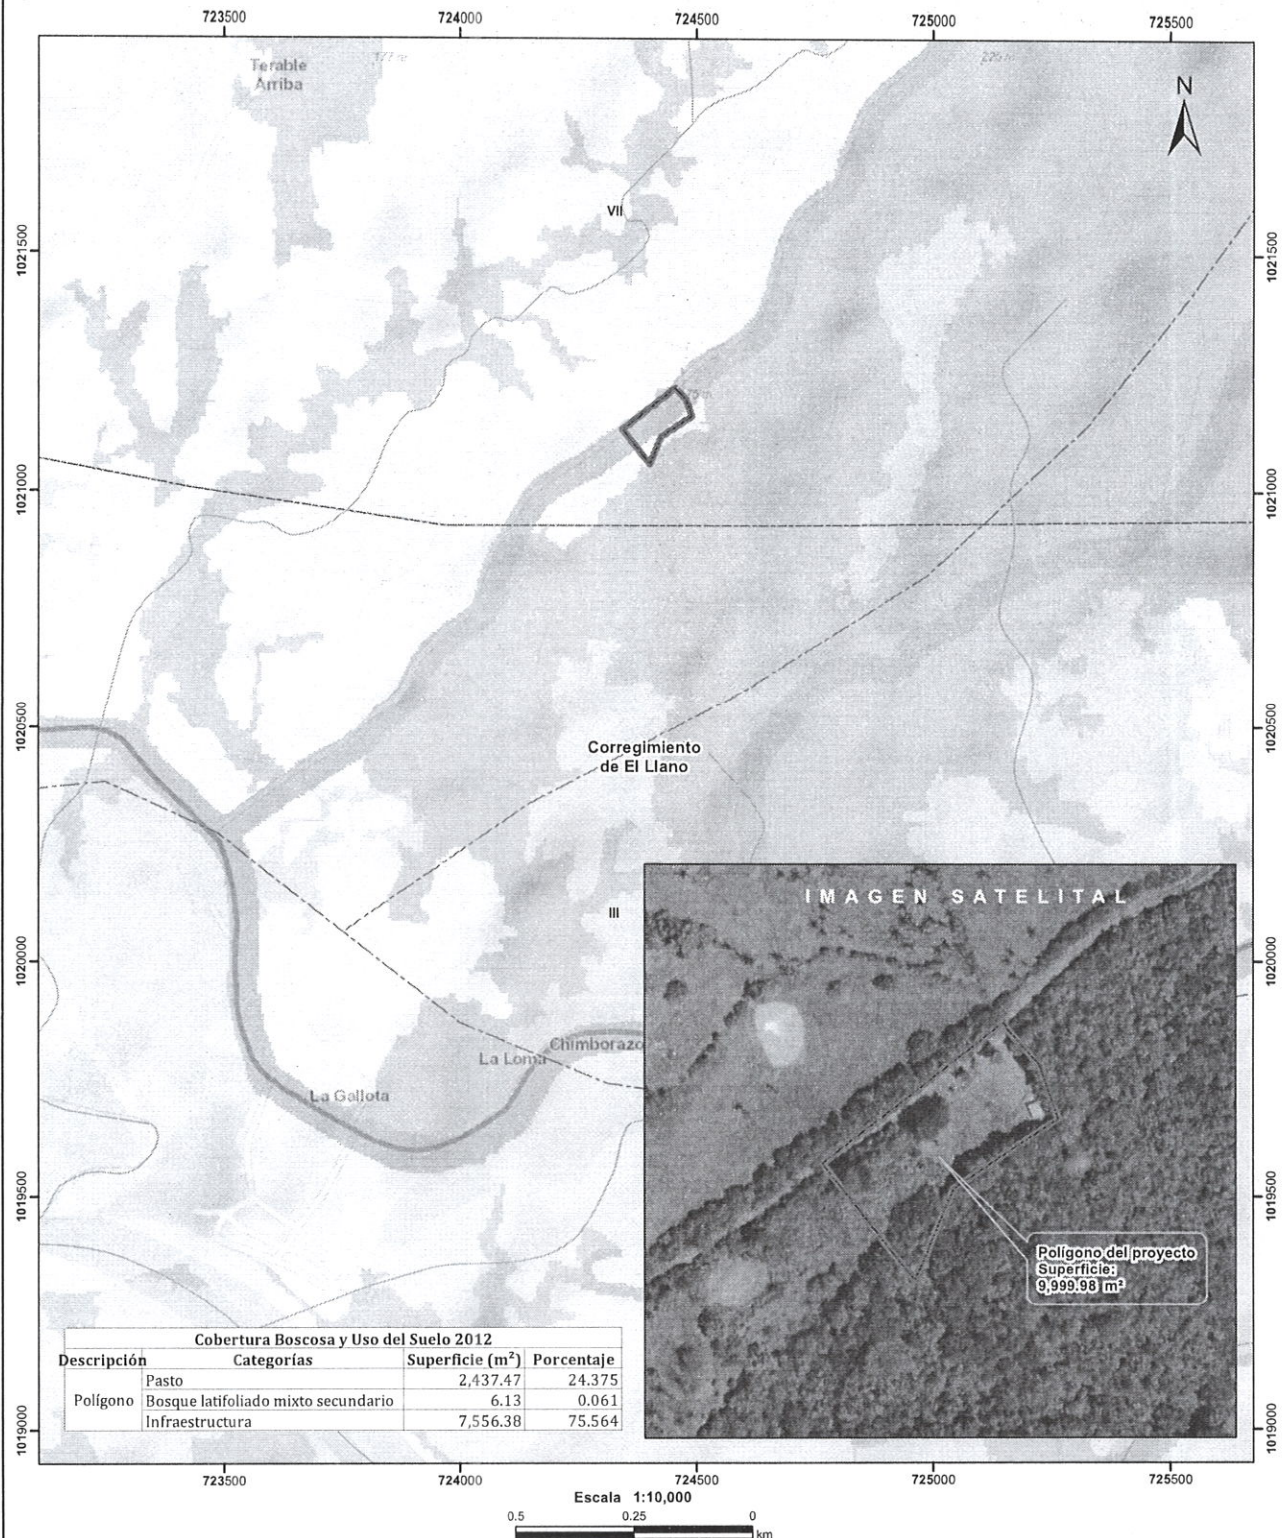 723500 724000 724500 725000 725500
Terable
Arriba
177 m
225 m
N
VII
1021500
1021500
1021000
1021000
1020500
1020500
Corregimiento
de El Llano
IMAGEN SATELITAL
III
1020000
1020000
Chimborazo
La Loma
La Gallota
1019500
1019500
Polígono del proyecto
Superficie:
9,999.98 m²
Cobertura Boscosa y Uso del Suelo 2012
Descripción Categorías Superficie (m²) Porcentaje
Pasto 2,437.47 24.375
Polígono Bosque latifoliado mixto secundario 6.13 0.061
Infraestructura 7,556.38 75.564
1019000
1019000
723500 724000 724500 725000 725500
Escala 1:10,000
0.5 0.25 0
km